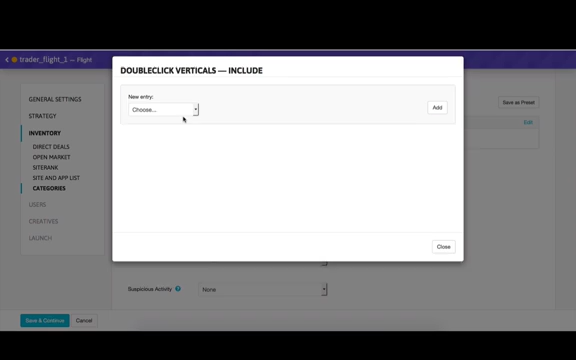 trader_flight_1 — Flight
DOUBLECLICK VERTICALS — INCLUDE
New entry:
Choose...
Add
Close
GENERAL SETTINGS
STRATEGY
INVENTORY
DIRECT DEALS
OPEN MARKET
SITERANK
SITE AND APP LIST
CATEGORIES
USERS
CREATIVES
LAUNCH
Save as Preset
Edit
Suspicious Activity ?
None
Save & Continue
Cancel